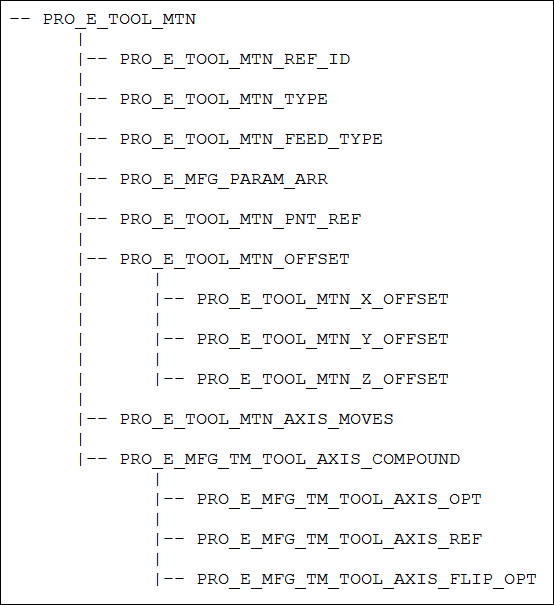 -- PRO_E_TOOL_MTN
|
|-- PRO_E_TOOL_MTN_REF_ID
|
|-- PRO_E_TOOL_MTN_TYPE
|
|-- PRO_E_TOOL_MTN_FEED_TYPE
|
|-- PRO_E_MFG_PARAM_ARR
|
|-- PRO_E_TOOL_MTN_PNT_REF
|
|-- PRO_E_TOOL_MTN_OFFSET
|       |
|       |-- PRO_E_TOOL_MTN_X_OFFSET
|       |
|       |-- PRO_E_TOOL_MTN_Y_OFFSET
|       |
|       |-- PRO_E_TOOL_MTN_Z_OFFSET
|
|-- PRO_E_TOOL_MTN_AXIS_MOVES
|
|-- PRO_E_MFG_TM_TOOL_AXIS_COMPOUND
        |
        |-- PRO_E_MFG_TM_TOOL_AXIS_OPT
        |
        |-- PRO_E_MFG_TM_TOOL_AXIS_REF
        |
        |-- PRO_E_MFG_TM_TOOL_AXIS_FLIP_OPT